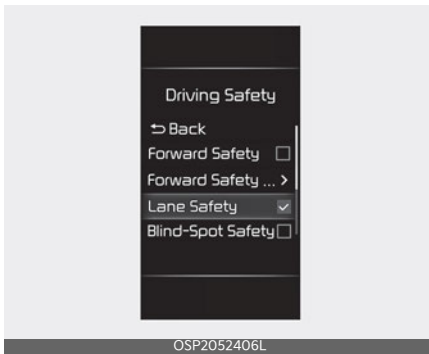 Driving Safety
Back
Forward Safety
Forward Safety ... >
Lane Safety
Blind-Spot Safety
OSP2052406L